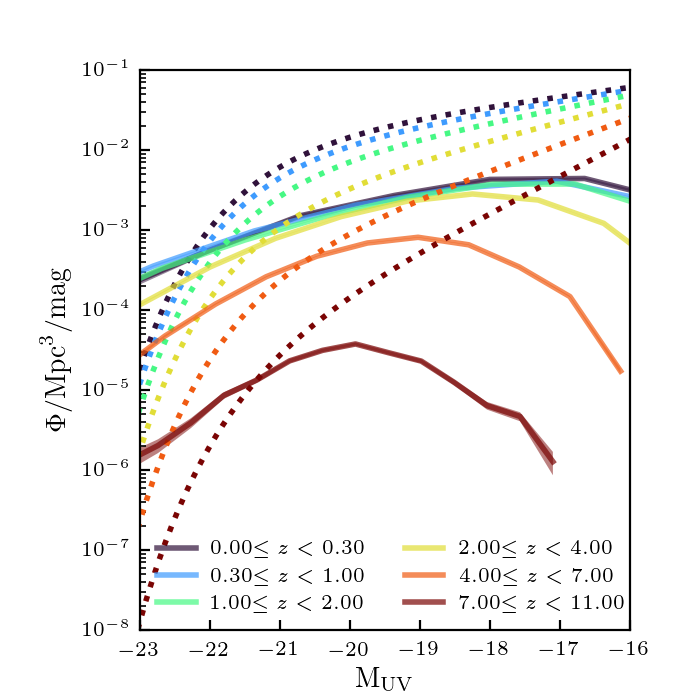 10⁻¹
10⁻²
10⁻³
10⁻⁴
10⁻⁵
10⁻⁶
10⁻⁷
10⁻⁸
Φ/Mpc³/mag
0.00≤ z < 0.30
0.30≤ z < 1.00
1.00≤ z < 2.00
2.00≤ z < 4.00
4.00≤ z < 7.00
7.00≤ z < 11.00
−23 −22 −21 −20 −19 −18 −17 −16
M_UV